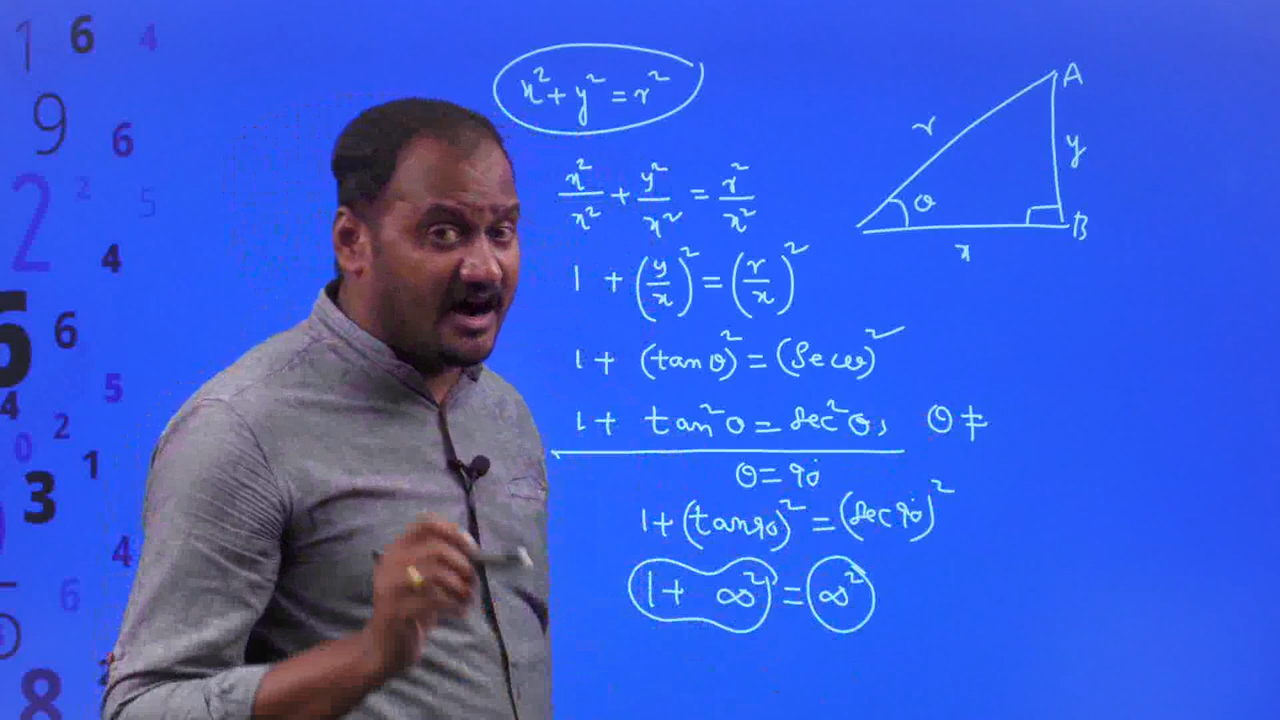 x² + y² = r²
x²/x² + y²/x² = r²/x²
1 + (y/x)² = (r/x)²
1 + (tan θ)² = (Sec θ)²
1 + tan²θ = Sec²θ, θ ≠
θ = 90°
1 + (tan 90°)² = (Sec 90°)²
1 + ∞² = ∞²
A
r
y
θ
B
x
1 6 4
9 6
2 2 5
4
5 6
5
4 2
0 1
3
4
6
8